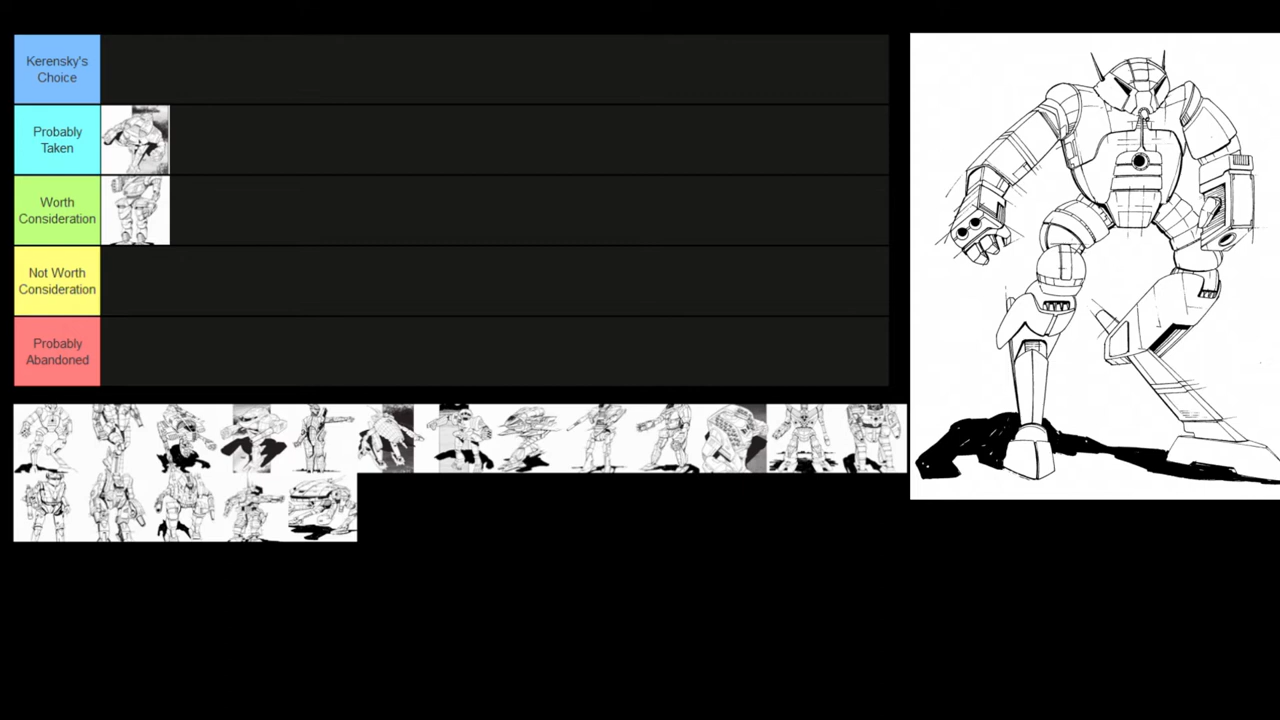 Kerensky's
Choice
Probably
Taken
Worth
Consideration
Not Worth
Consideration
Probably
Abandoned